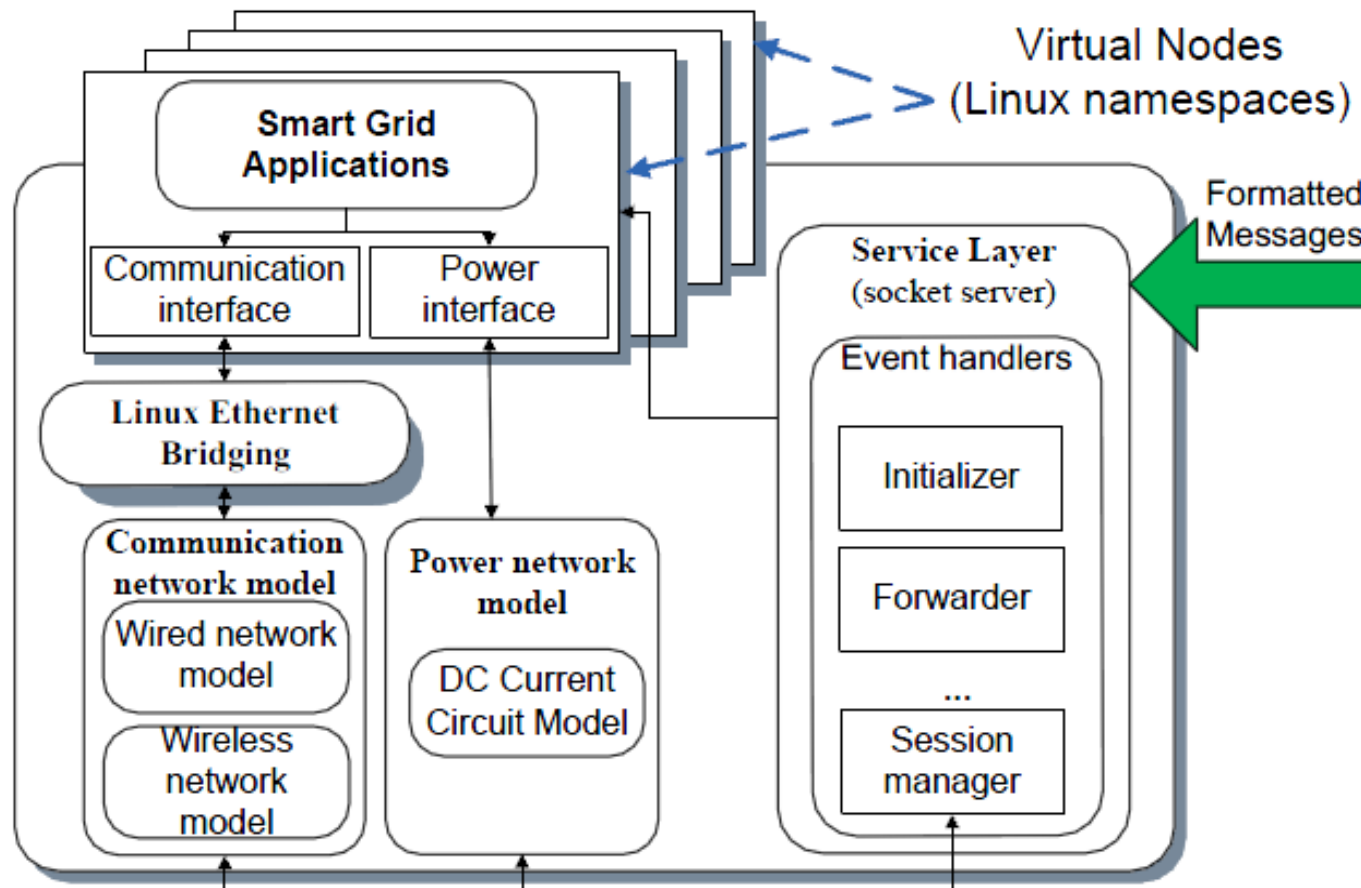 Virtual Nodes
(Linux namespaces)
Smart Grid
Applications
Communication
interface
Power
interface
Formatted
Messages
Service Layer
(socket server)
Event handlers
Initializer
Forwarder
...
Session
manager
Linux Ethernet
Bridging
Communication
network model
Wired network
model
Wireless
network
model
Power network
model
DC Current
Circuit Model